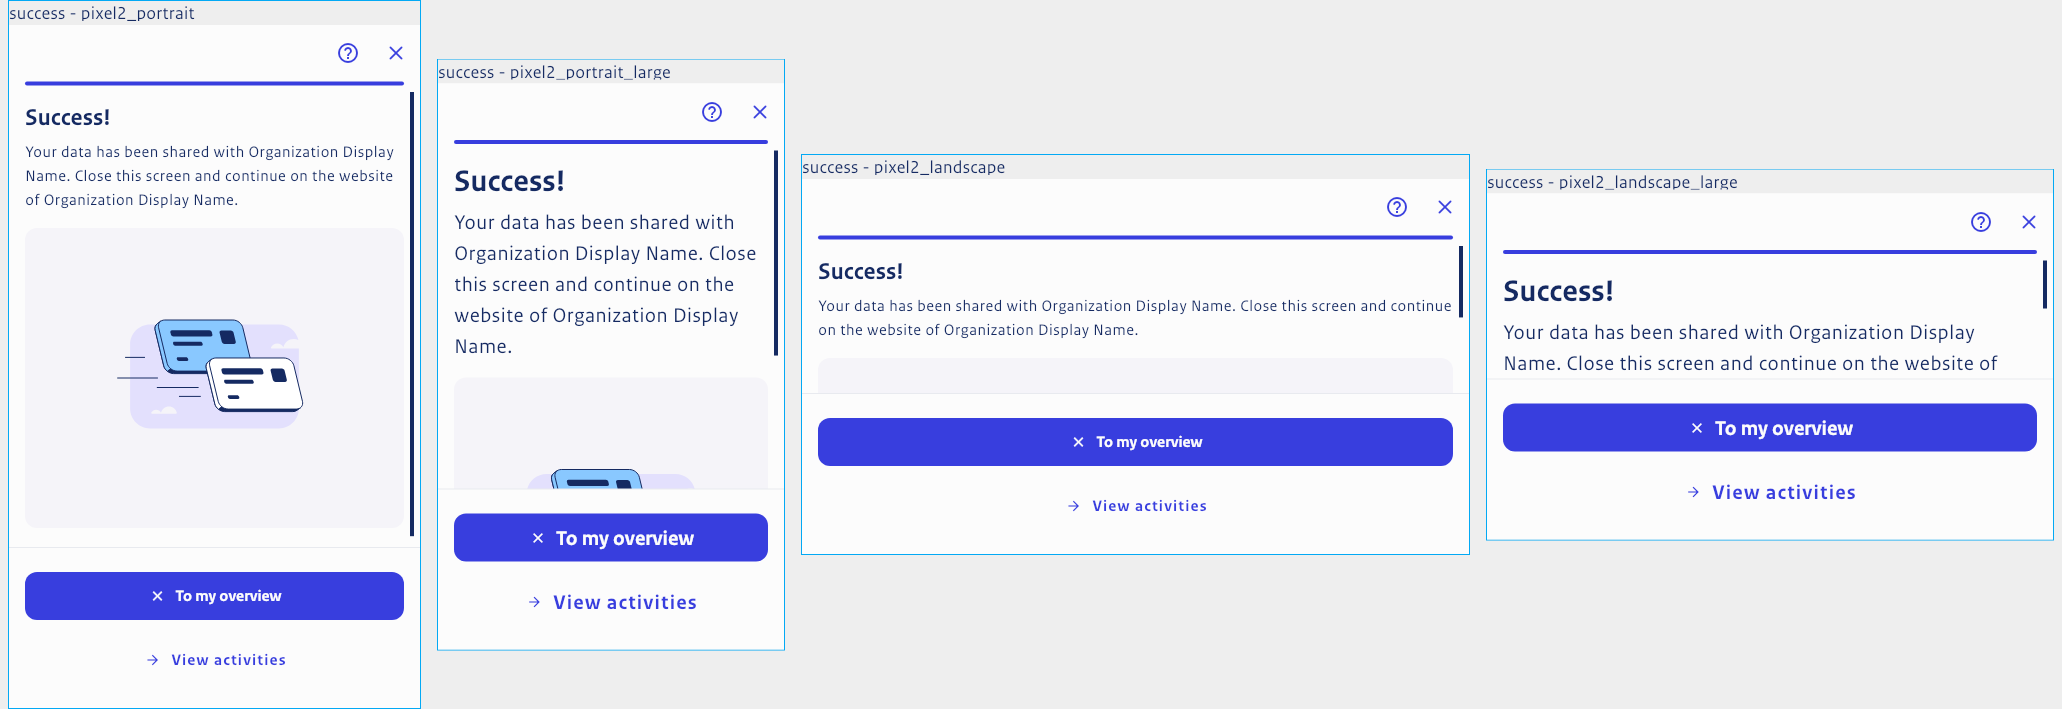 success - pixel2_portrait
Success!
Your data has been shared with Organization Display
Name. Close this screen and continue on the website
of Organization Display Name.
To my overview
View activities
success - pixel2_portrait_large
Success!
Your data has been shared with
Organization Display Name. Close
this screen and continue on the
website of Organization Display
Name.
To my overview
View activities
success - pixel2_landscape
Success!
Your data has been shared with Organization Display Name. Close this screen and continue
on the website of Organization Display Name.
To my overview
View activities
success - pixel2_landscape_large
Success!
Your data has been shared with Organization Display
Name. Close this screen and continue on the website of
To my overview
View activities